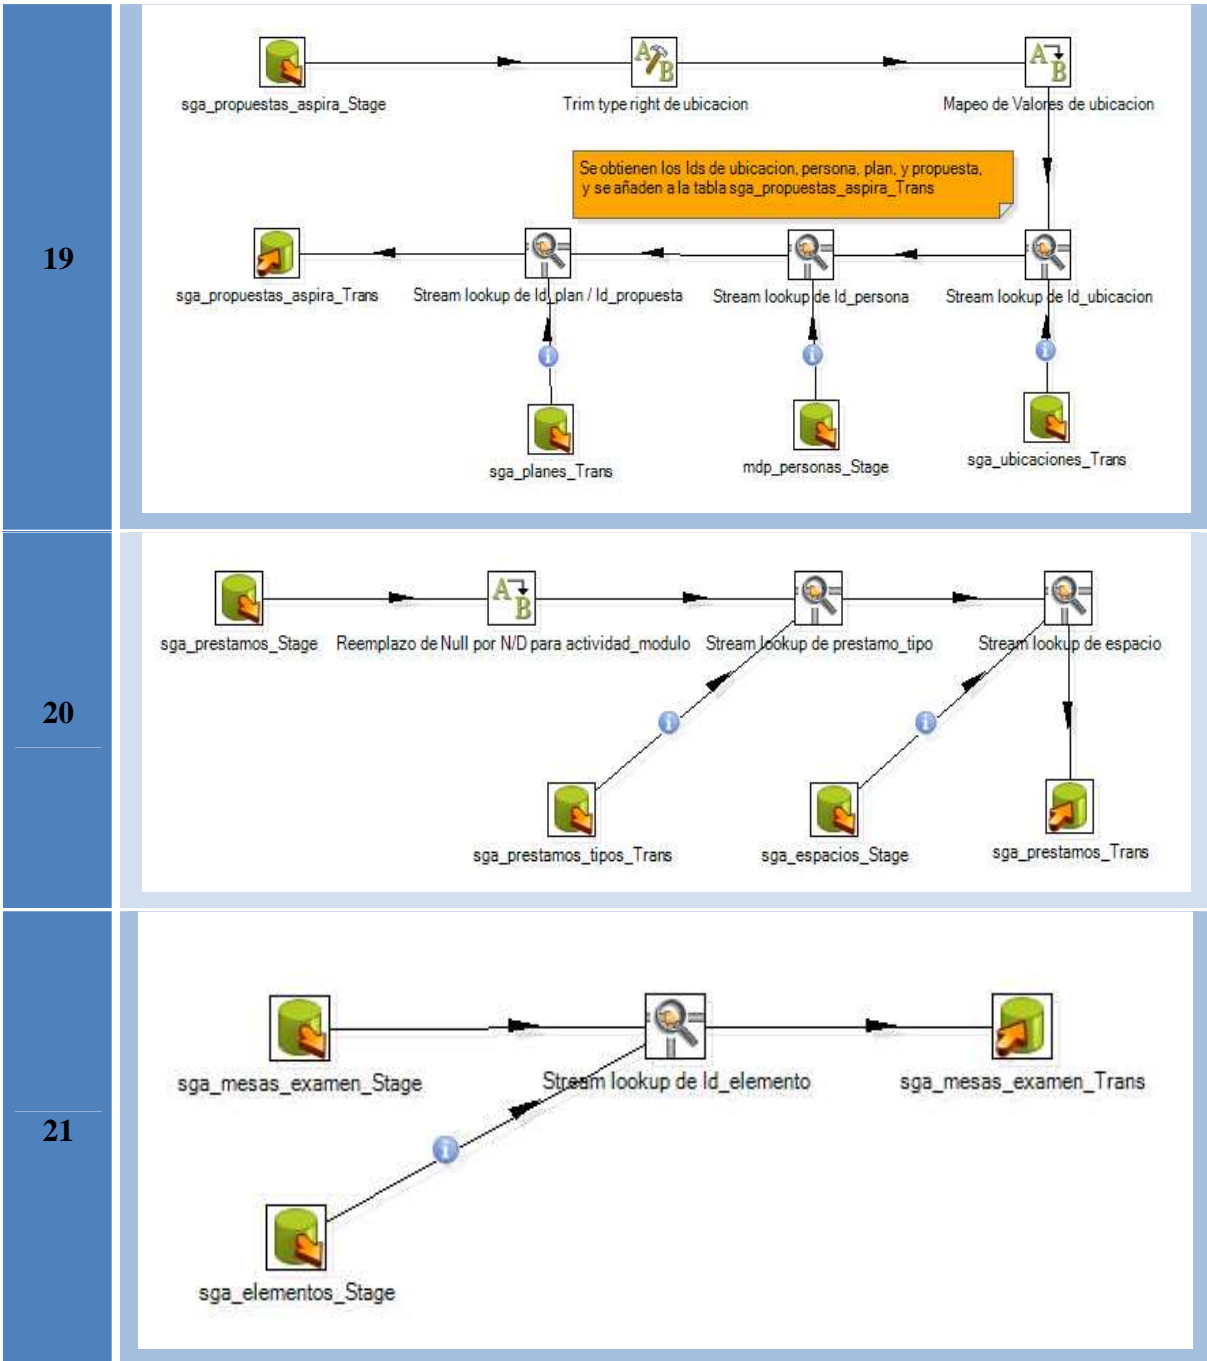 19
sga_propuestas_aspira_Stage
Trim type right de ubicacion
Mapeo de Valores de ubicacion
Se obtienen los Ids de ubicacion, persona, plan, y propuesta,
y se añaden a la tabla sga_propuestas_aspira_Trans
sga_propuestas_aspira_Trans
Stream lookup de Id_plan / Id_propuesta
Stream lookup de Id_persona
Stream lookup de Id_ubicacion
sga_planes_Trans
mdp_personas_Stage
sga_ubicaciones_Trans
20
sga_prestamos_Stage
Reemplazo de Null por N/D para actividad_modulo
Stream lookup de prestamo_tipo
Stream lookup de espacio
sga_prestamos_tipos_Trans
sga_espacios_Stage
sga_prestamos_Trans
21
sga_mesas_examen_Stage
Stream lookup de Id_elemento
sga_mesas_examen_Trans
sga_elementos_Stage